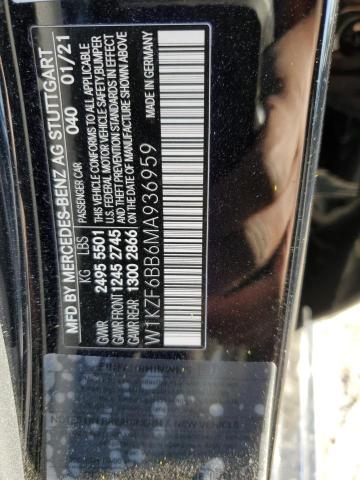 MFD BY MERCEDES-BENZ AG STUTTGART
040 01/21
PASSENGER CAR
THIS VEHICLE CONFORMS TO ALL APPLICABLE
FEDERAL MOTOR VEHICLE SAFETY, BUMPER
AND THEFT PREVENTION STANDARDS IN EFFECT
ON THE DATE OF MANUFACTURE SHOWN ABOVE
KG LBS
GVWR 2495 5501
GAWR FRONT 1245 2745
GAWR REAR 1300 2866
MADE IN GERMANY
W1KZF6BB6MA936959